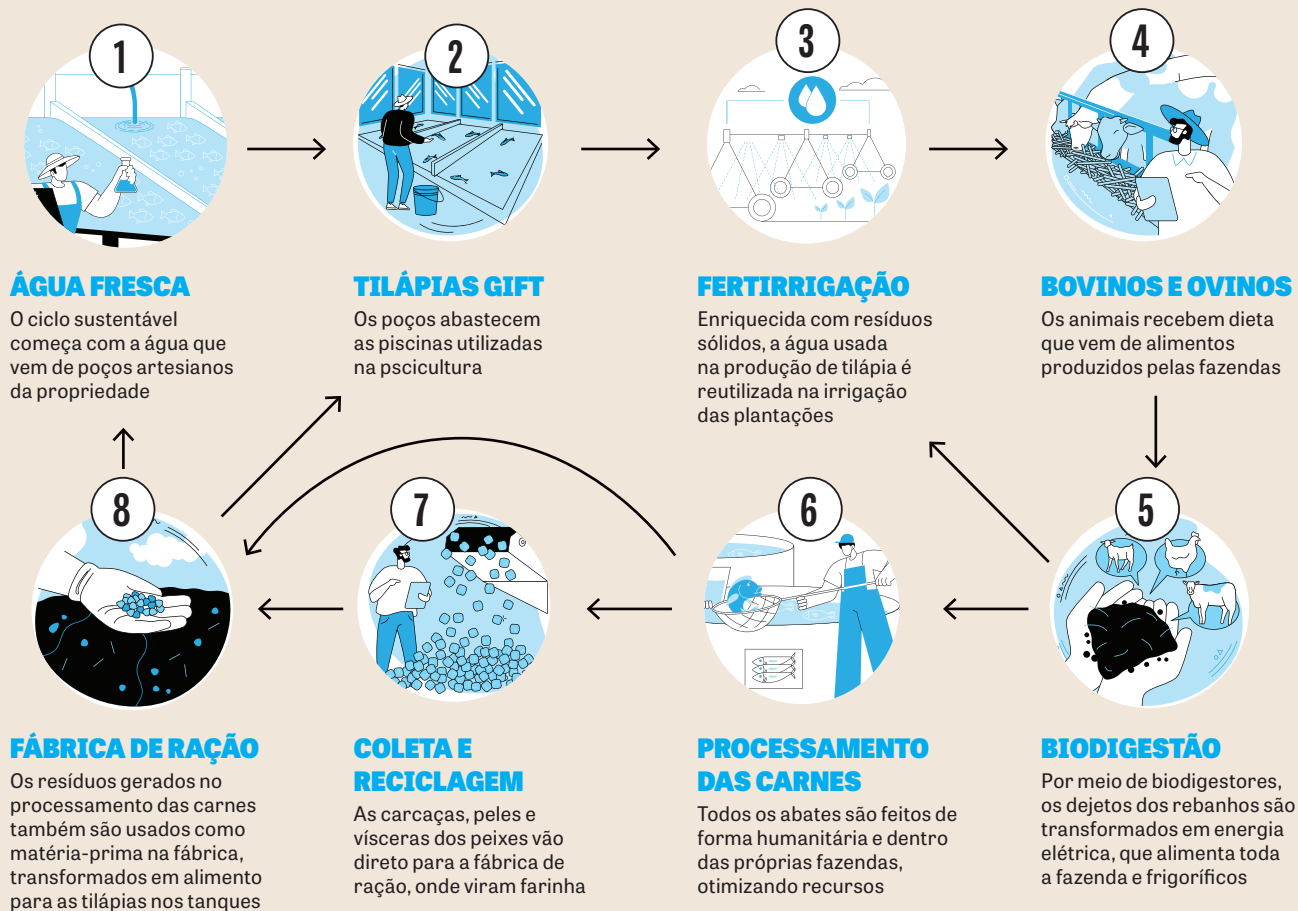 1
ÁGUA FRESCA
O ciclo sustentável
começa com a água que
vem de poços artesianos
da propriedade
2
TILÁPIAS GIFT
Os poços abastecem
as piscinas utilizadas
na pscicultura
3
FERTIRRIGAÇÃO
Enriquecida com resíduos
sólidos, a água usada
na produção de tilápia é
reutilizada na irrigação
das plantações
4
BOVINOS E OVINOS
Os animais recebem dieta
que vem de alimentos
produzidos pelas fazendas
5
BIODIGESTÃO
Por meio de biodigestores,
os dejetos dos rebanhos são
transformados em energia
elétrica, que alimenta toda
a fazenda e frigoríficos
6
PROCESSAMENTO
DAS CARNES
Todos os abates são feitos de
forma humanitária e dentro
das próprias fazendas,
otimizando recursos
7
COLETA E
RECICLAGEM
As carcaças, peles e
vísceras dos peixes vão
direto para a fábrica de
ração, onde viram farinha
8
FÁBRICA DE RAÇÃO
Os resíduos gerados no
processamento das carnes
também são usados como
matéria-prima na fábrica,
transformados em alimento
para as tilápias nos tanques